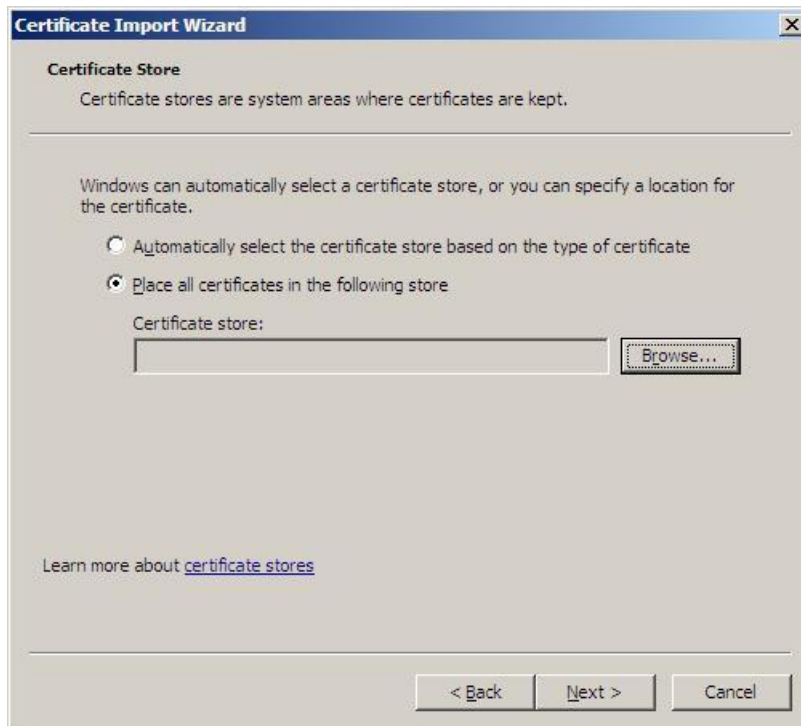 Certificate Import Wizard
Certificate Store
Certificate stores are system areas where certificates are kept.
Windows can automatically select a certificate store, or you can specify a location for
the certificate.
Automatically select the certificate store based on the type of certificate
Place all certificates in the following store
Certificate store:
Browse...
Learn more about certificate stores
< Back Next > Cancel